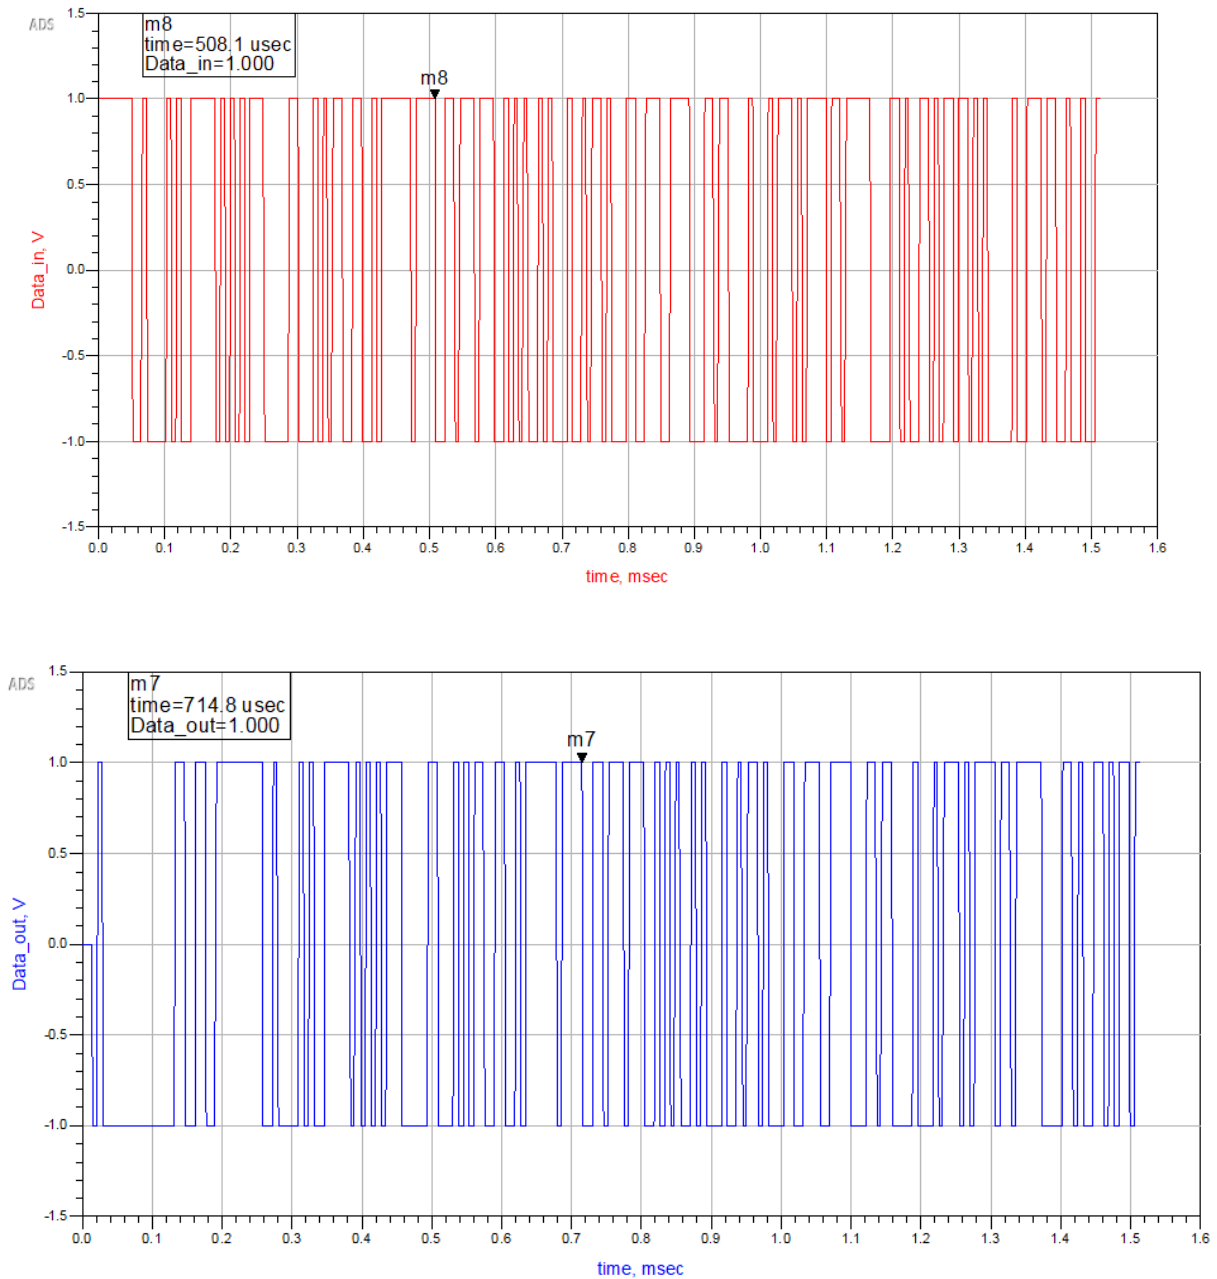 ADS
m8
time=508.1 usec
Data_in=1.000
m8
1.5
1.0
0.5
0.0
-0.5
-1.0
-1.5
Data_in, V
0.0 0.1 0.2 0.3 0.4 0.5 0.6 0.7 0.8 0.9 1.0 1.1 1.2 1.3 1.4 1.5 1.6
time, msec
ADS
m7
time=714.8 usec
Data_out=1.000
m7
1.5
1.0
0.5
0.0
-0.5
-1.0
-1.5
Data_out, V
0.0 0.1 0.2 0.3 0.4 0.5 0.6 0.7 0.8 0.9 1.0 1.1 1.2 1.3 1.4 1.5 1.6
time, msec